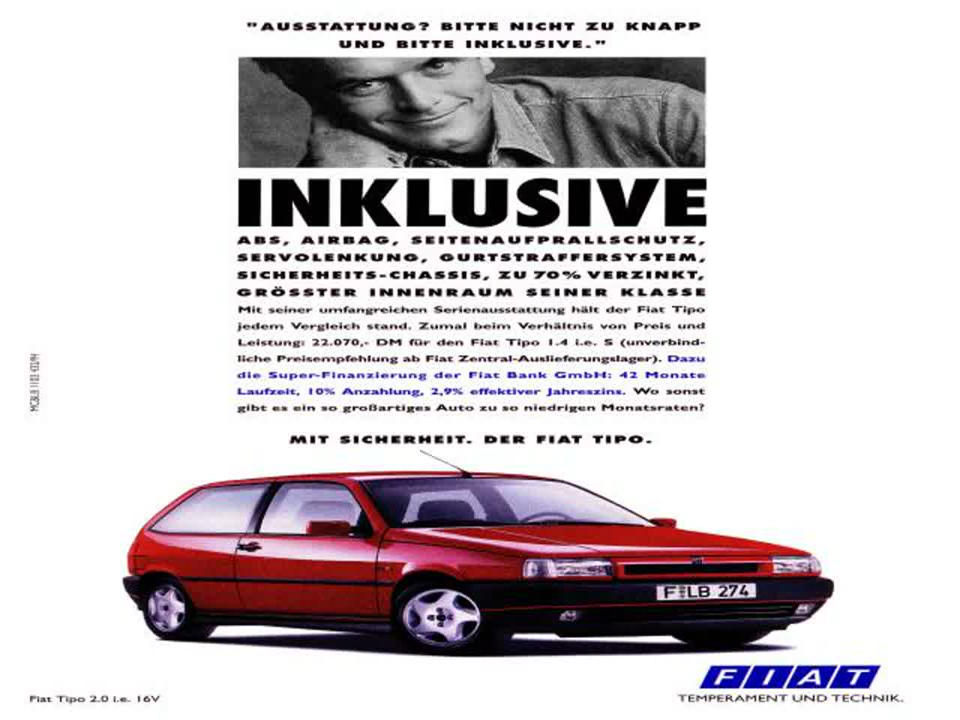 "AUSSTATTUNG? BITTE NICHT ZU KNAPP
UND BITTE INKLUSIVE."
INKLUSIVE
ABS, AIRBAG, SEITENAUFPRALLSCHUTZ,
SERVOLENKUNG, GURTSTRAFFERSYSTEM,
SICHERHEITS-CHASSIS, ZU 70% VERZINKT,
GRÖSSTER INNENRAUM SEINER KLASSE
Mit seiner umfangreichen Serienausstattung hält der Fiat Tipo
jedem Vergleich stand. Zumal beim Verhältnis von Preis und
Leistung: 22.070,- DM für den Fiat Tipo 1.4 i.e. S (unverbind-
liche Preisempfehlung ab Fiat Zentral-Auslieferungslager). Dazu
die Super-Finanzierung der Fiat Bank GmbH: 42 Monate
Laufzeit, 10% Anzahlung, 2,9% effektiver Jahreszins. Wo sonst
gibt es ein so großartiges Auto zu so niedrigen Monatsraten?
MIT SICHERHEIT. DER FIAT TIPO.
F LB 274
FIAT
TEMPERAMENT UND TECHNIK.
Fiat Tipo 2.0 i.e. 16V